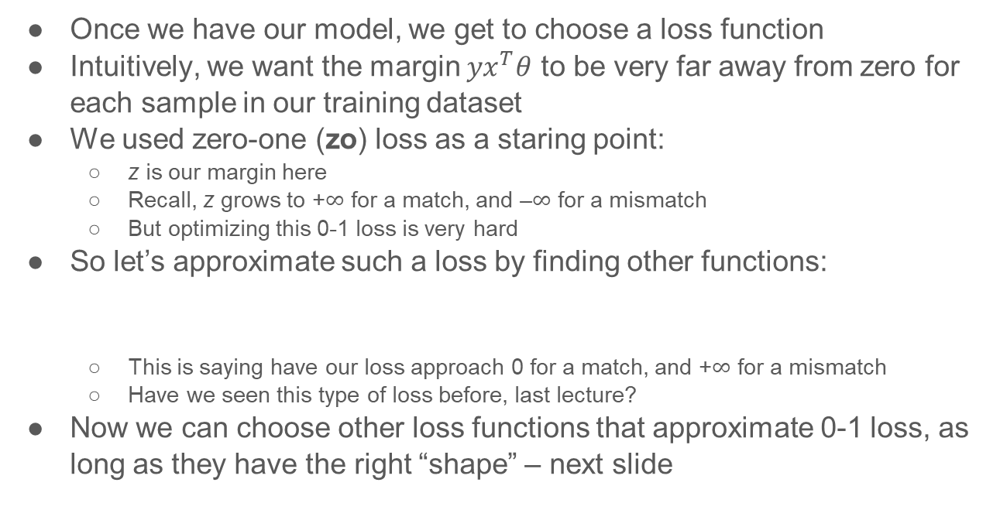 ● Once we have our model, we get to choose a loss function
● Intuitively, we want the margin yxᵀθ to be very far away from zero for
each sample in our training dataset
● We used zero-one (zo) loss as a staring point:
○ z is our margin here
○ Recall, z grows to +∞ for a match, and –∞ for a mismatch
○ But optimizing this 0-1 loss is very hard
● So let’s approximate such a loss by finding other functions:
○ This is saying have our loss approach 0 for a match, and +∞ for a mismatch
○ Have we seen this type of loss before, last lecture?
● Now we can choose other loss functions that approximate 0-1 loss, as
long as they have the right “shape” – next slide